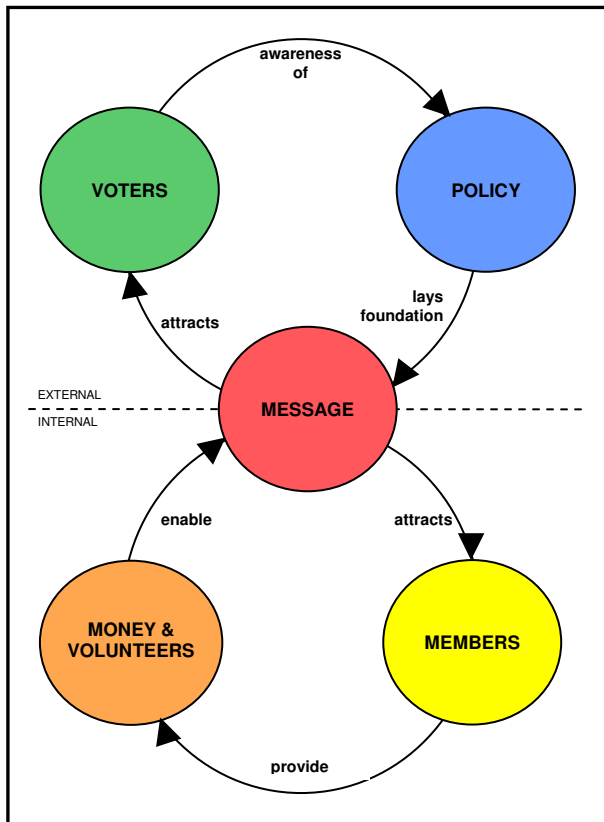 awareness
of
VOTERS
POLICY
lays
foundation
attracts
EXTERNAL
MESSAGE
INTERNAL
enable
attracts
MONEY &
VOLUNTEERS
MEMBERS
provide